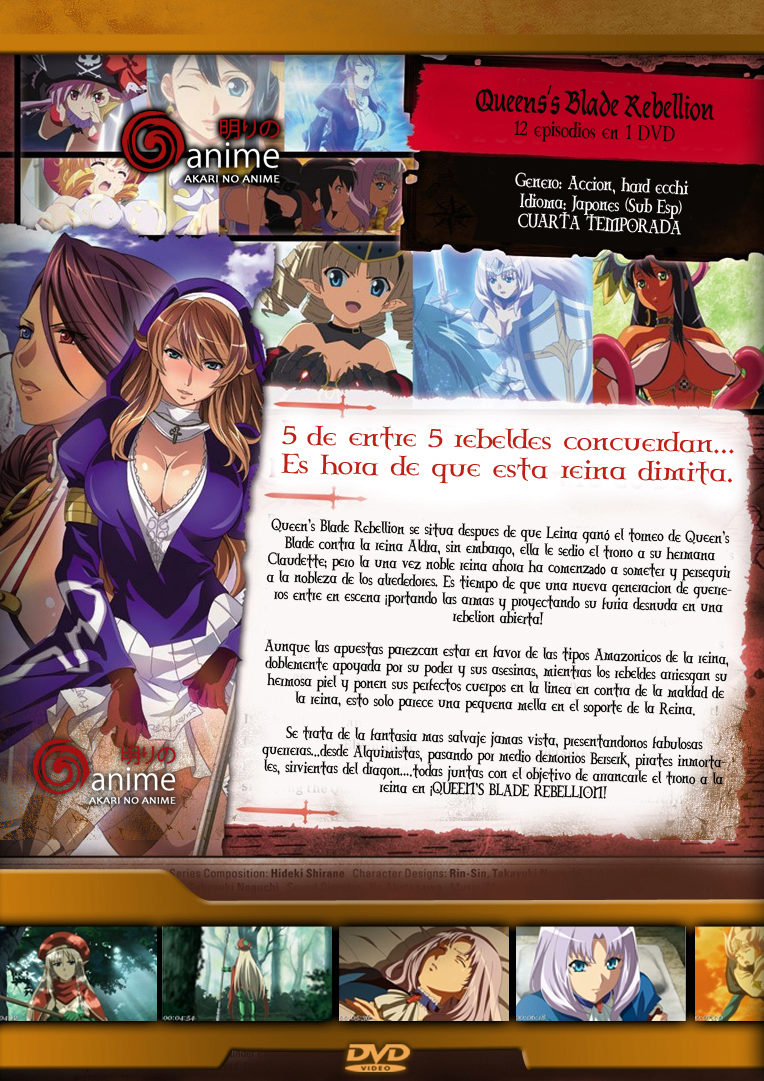 明りの
anime
AKARI NO ANIME
Queens's Blade Rebellion
12 episodios en 1 DVD
Genero: Accion, hard ecchi
Idioma: Japones (Sub Esp)
CUARTA TEMPORADA
5 de entre 5 rebeldes concuerdan...
Es hora de que esta reina dimita.
Queen's Blade Rebellion se situa despues de que Leina ganó el torneo de Queen's
Blade contra la reina Aldra, sin embargo, ella le sedio el trono a su hermana
Claudette; pero la una vez noble reina ahora ha comenzado a someter y perseguir
a la nobleza de los alrededores. Es tiempo de que una nueva generacion de guerre-
ros entre en escena ¡portando las armas y proyectando su furia desnuda en una
rebelion abierta!
Aunque las apuestas parezcan estar en favor de las tipos Amazonicos de la reina,
doblemente apoyada por su poder y sus asesinas, mientras los rebeldes arriesgan su
hermosa piel y ponen sus perfectos cuerpos en la linea en contra de la maldad de
la reina, esto solo parece una pequena mella en el soporte de la Reina.
Se trata de la fantasia mas salvaje jamas vista, presentandonos fabulosas
guerreras...desde Alquimistas, pasando por medio demonios Berserk, pirates inmorta-
les, sirvientas del dragon....todas juntas con el objetivo de arrancarle el trono a la
reina en ¡QUEEN'S BLADE REBELLION!
明りの
anime
AKARI NO ANIME
Series Composition: Hideki Shirane Character Designs: Rin-Sin,
00:04:54
00:06:18
DVD
VIDEO